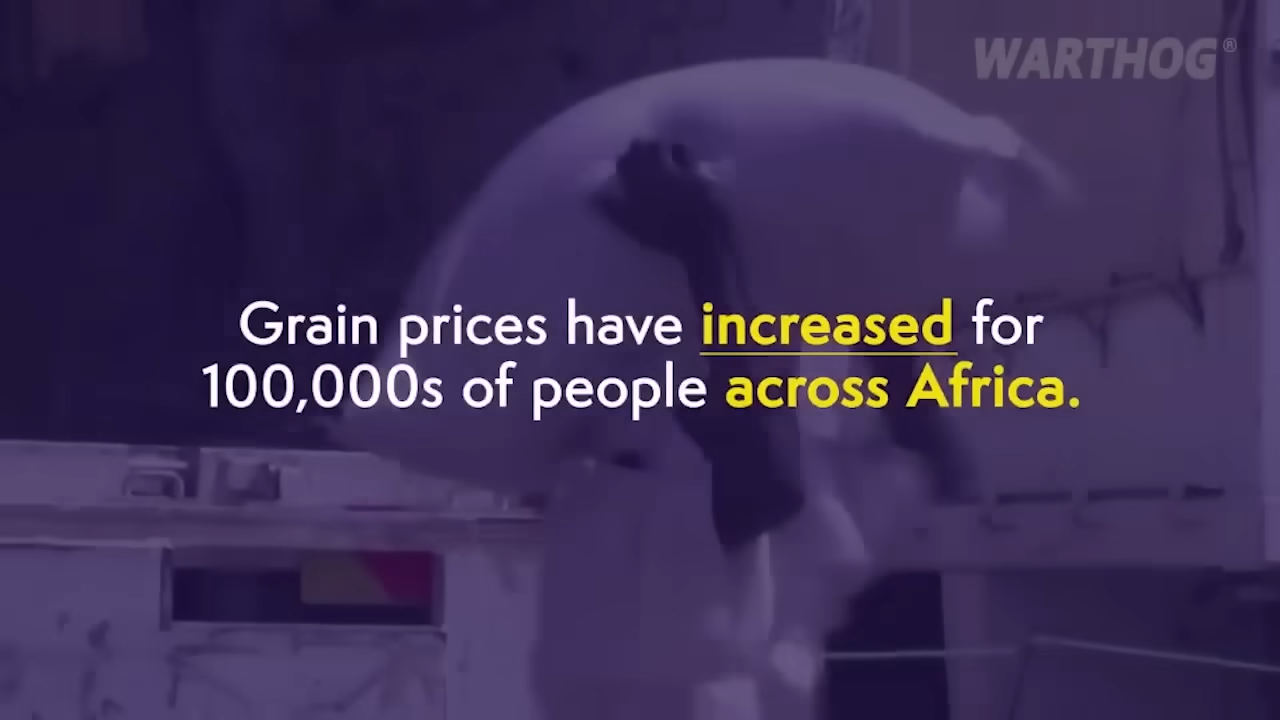 WARTHOG®
Grain prices have increased for
100,000s of people across Africa.